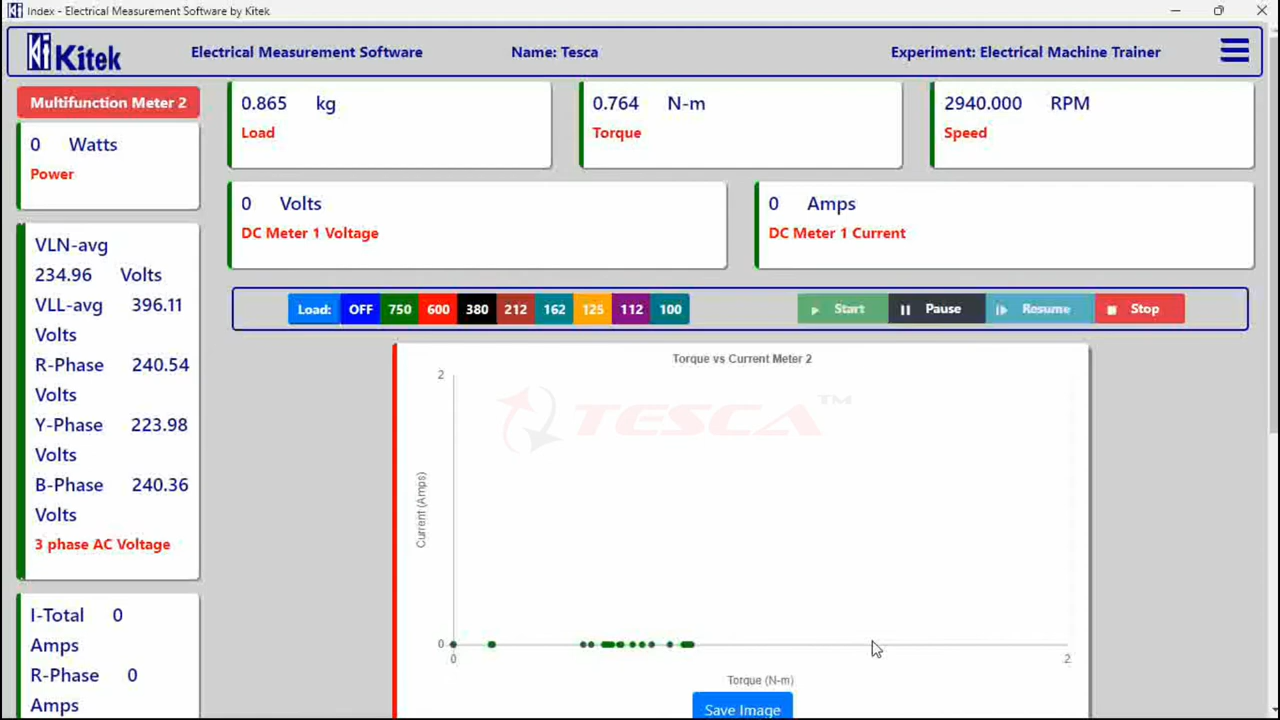 Index - Electrical Measurement Software by Kitek
Kitek
Electrical Measurement Software
Name: Tesca
Experiment: Electrical Machine Trainer
Multifunction Meter 2
0 Watts
Power
VLN-avg
234.96 Volts
VLL-avg 396.11
Volts
R-Phase 240.54
Volts
Y-Phase 223.98
Volts
B-Phase 240.36
Volts
3 phase AC Voltage
I-Total 0
Amps
R-Phase 0
Amps
0.865 kg
Load
0.764 N-m
Torque
2940.000 RPM
Speed
0 Volts
DC Meter 1 Voltage
0 Amps
DC Meter 1 Current
Load: OFF 750 600 380 212 162 125 112 100
Start Pause Resume Stop
Torque vs Current Meter 2
2
TESCA™
Current (Amps)
0
0 2
Torque (N-m)
Save Image